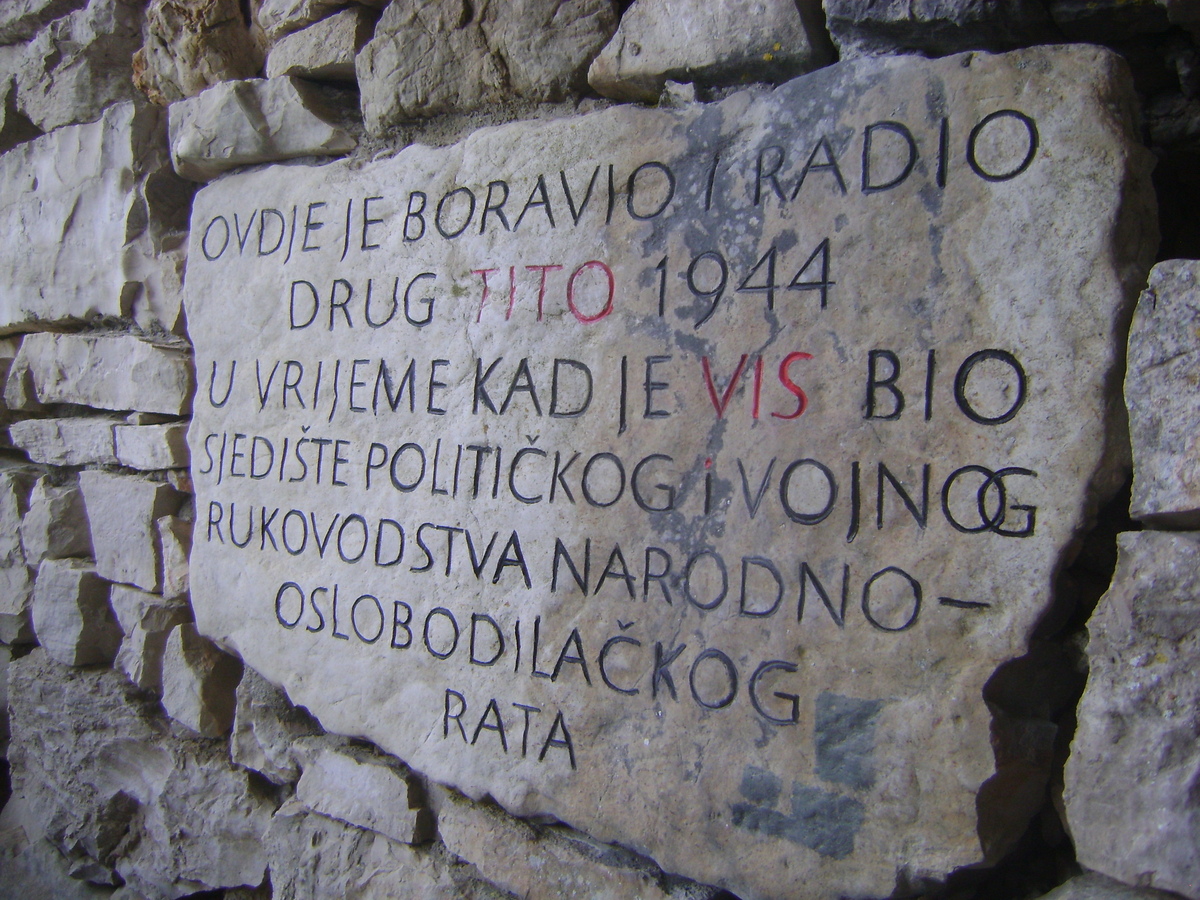 OVDJE JE BORAVIO I RADIO
DRUG TITO 1944
U VRIJEME KAD JE VIS BIO
SJEDIŠTE POLITIČKOG i VOJNOG
RUKOVODSTVA NARODNO–
OSLOBODILAČKOG
RATA